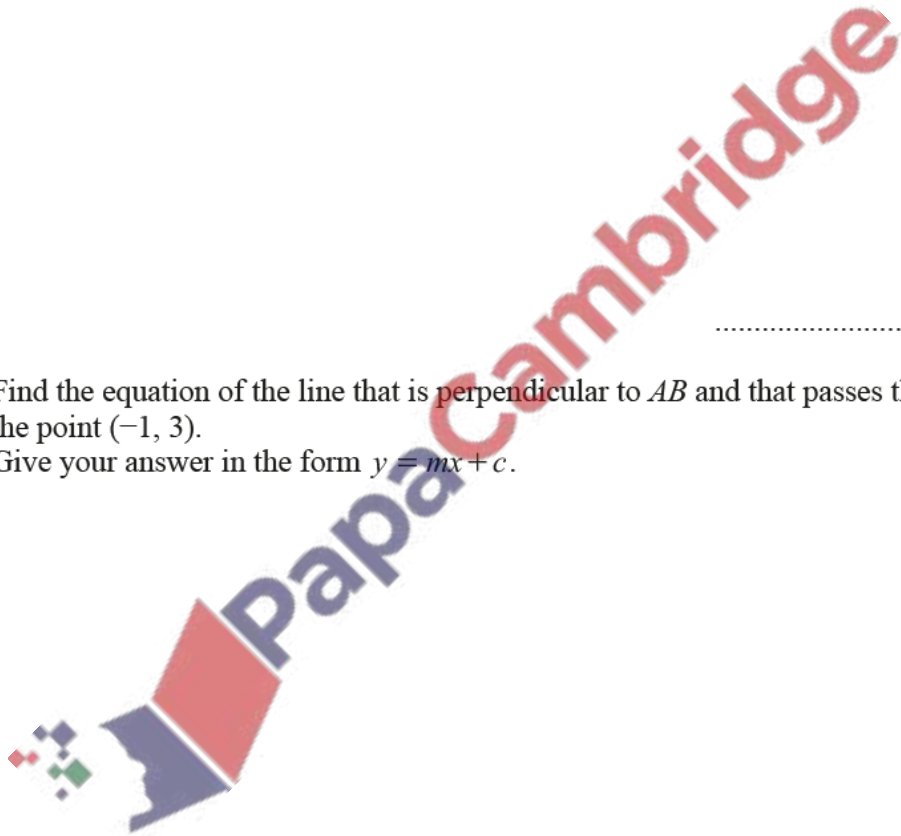 Find the equation of the line that is perpendicular to AB and that passes
the point (−1, 3).
Give your answer in the form y = mx + c.
PapaCambridge